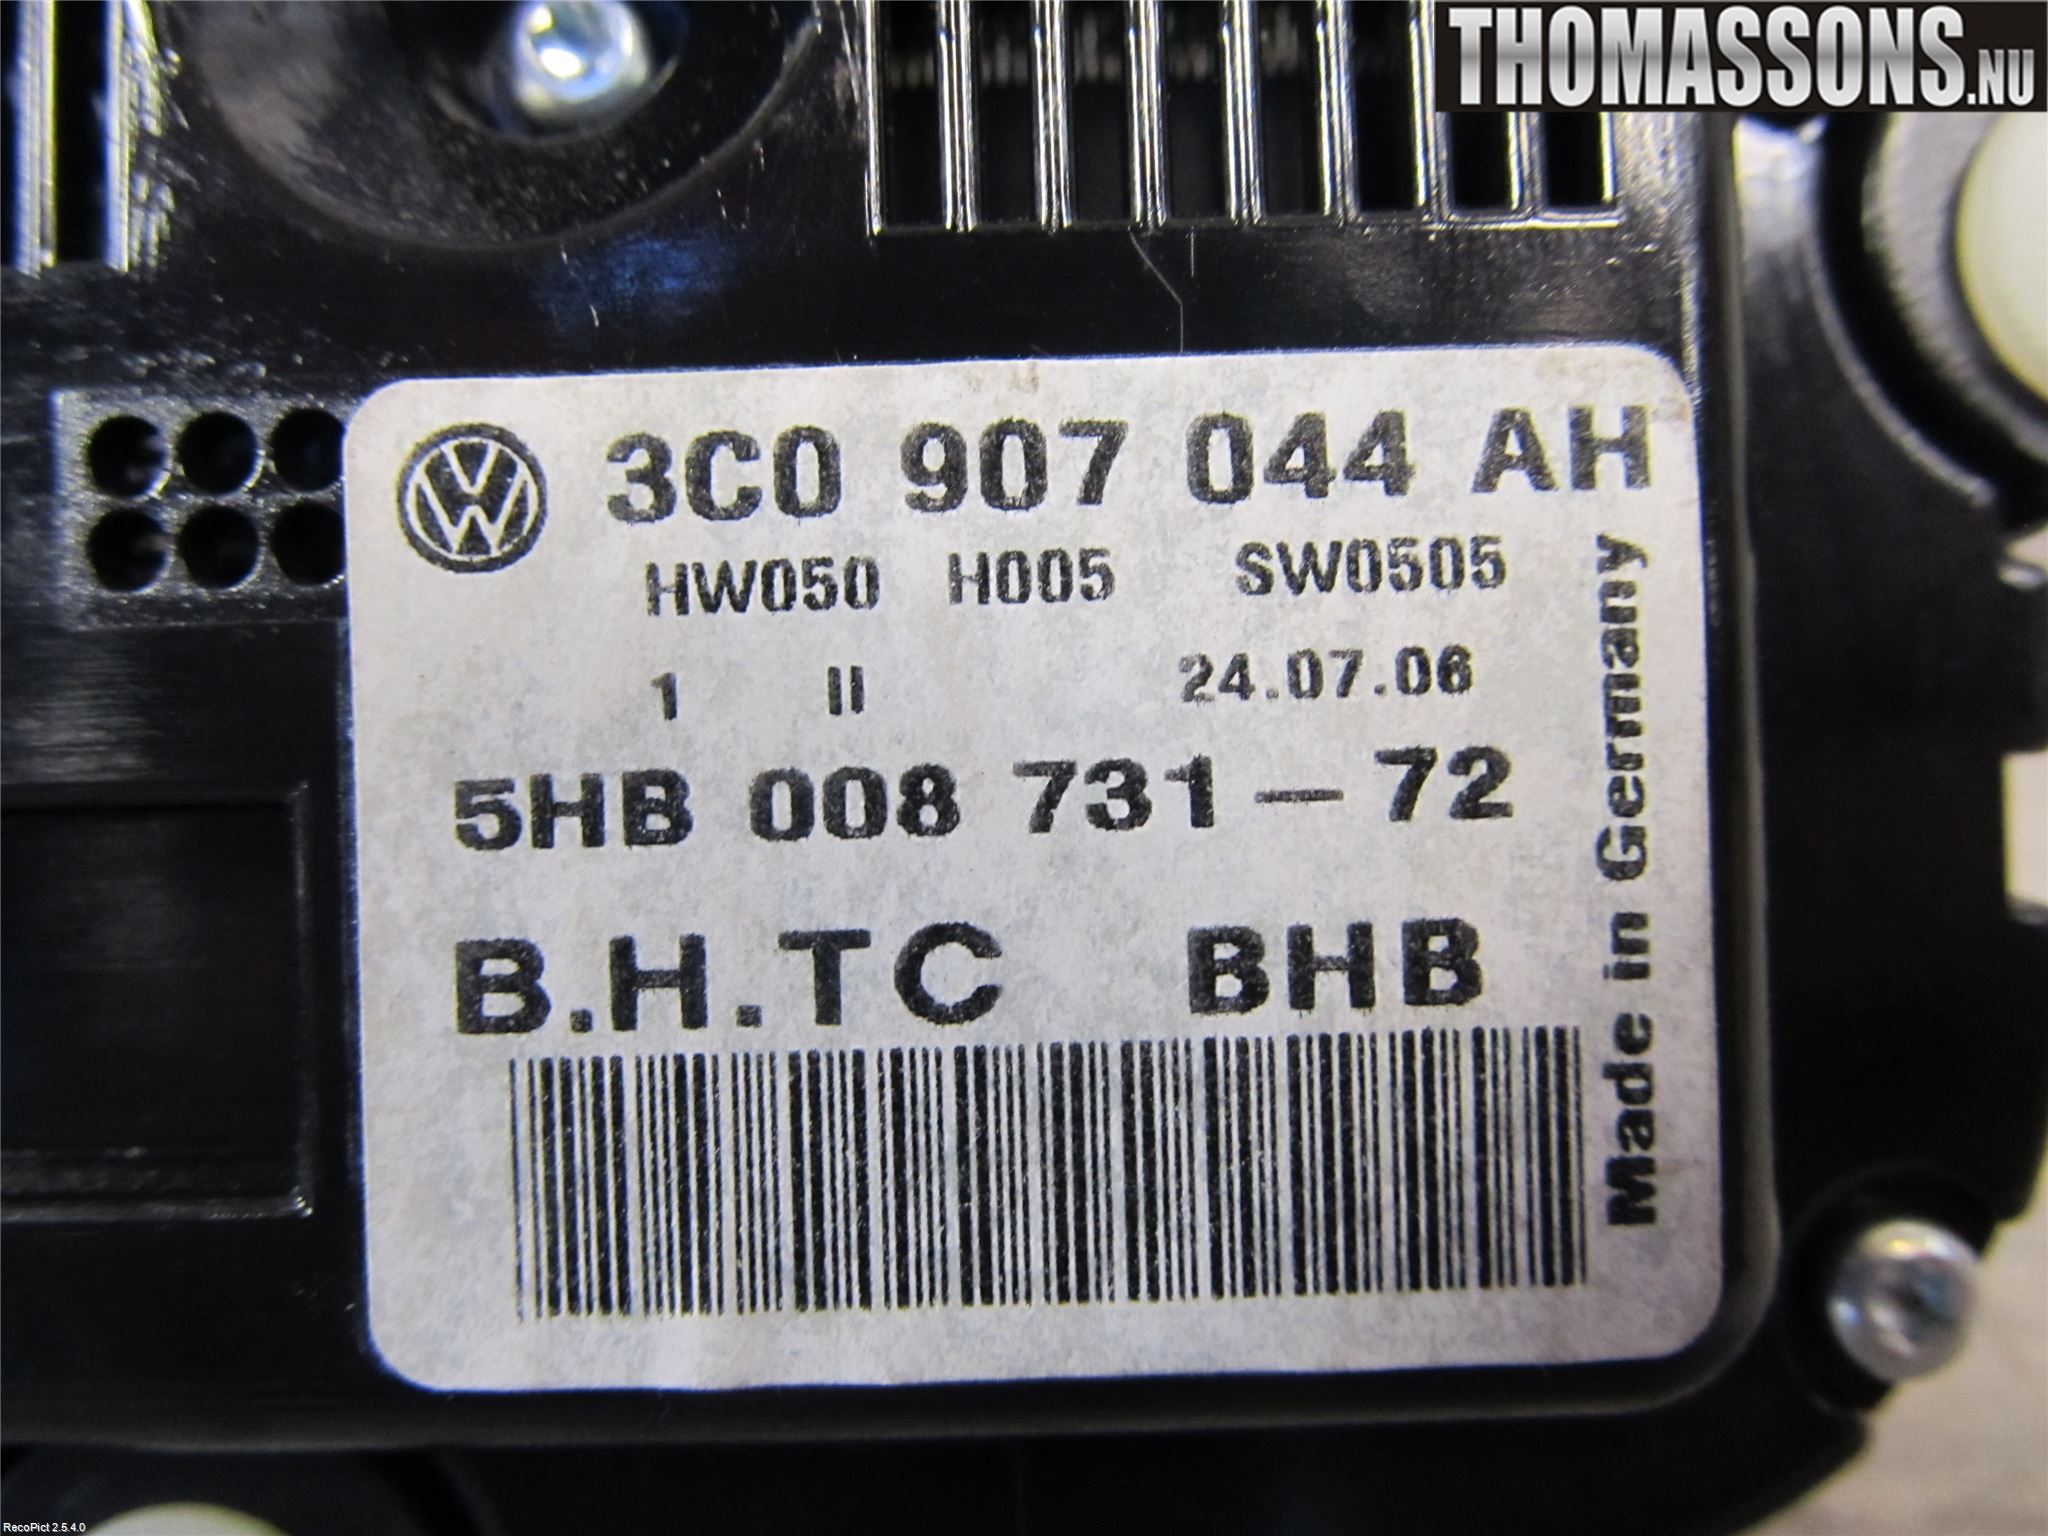 THOMASSONS.NU
3C0 907 044 AH
HW050 H005 SW0505
1 II 24.07.06
5HB 008 731-72
B.H.TC BHB
Made in Germany
RecoPict 2.5.4.0